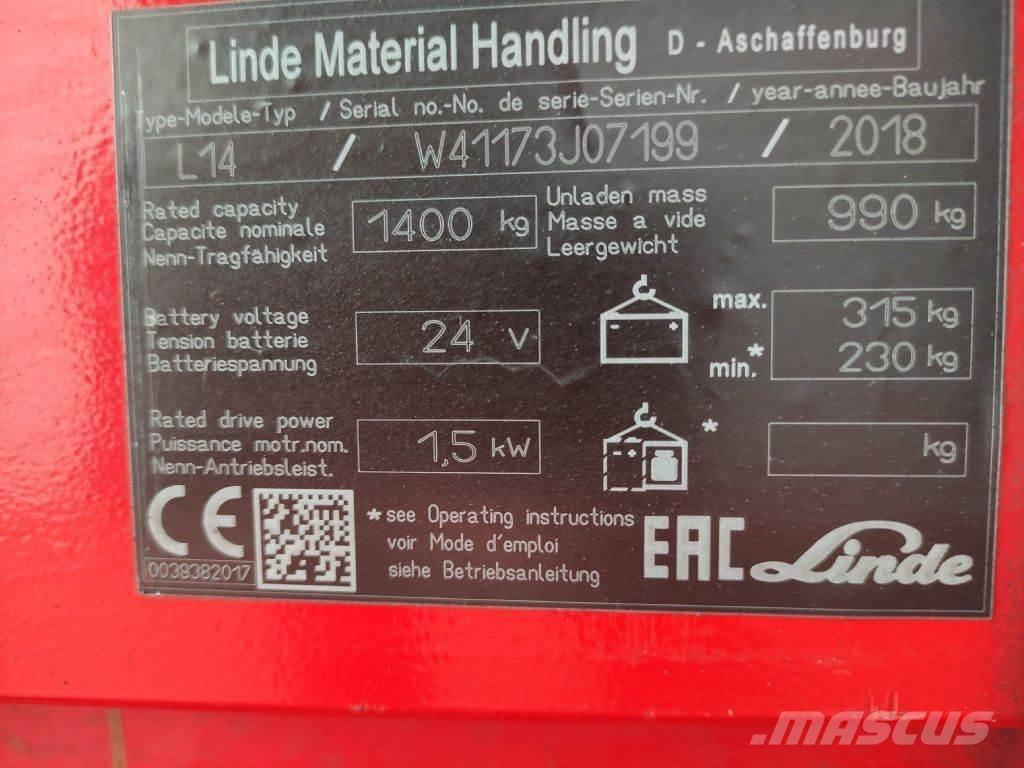 Linde Material Handling D - Aschaffenburg
Type-Modele-Typ / Serial no.-No. de serie-Serien-Nr. / year-annee-Baujahr
L14 / W41173J07199 / 2018
Rated capacity
Capacite nominale
Nenn-Tragfähigkeit
1400 kg
Unladen mass
Masse a vide
Leergewicht
990 kg
Battery voltage
Tension batterie
Batteriespannung
24 V
max. 315 kg
min.* 230 kg
Rated drive power
Puissance motr.nom.
Nenn-Antriebsleist.
1,5 kW
* kg
CE
0039382017
*see Operating instructions
voir Mode d'emploi
siehe Betriebsanleitung
EAC
Linde
MASCUS